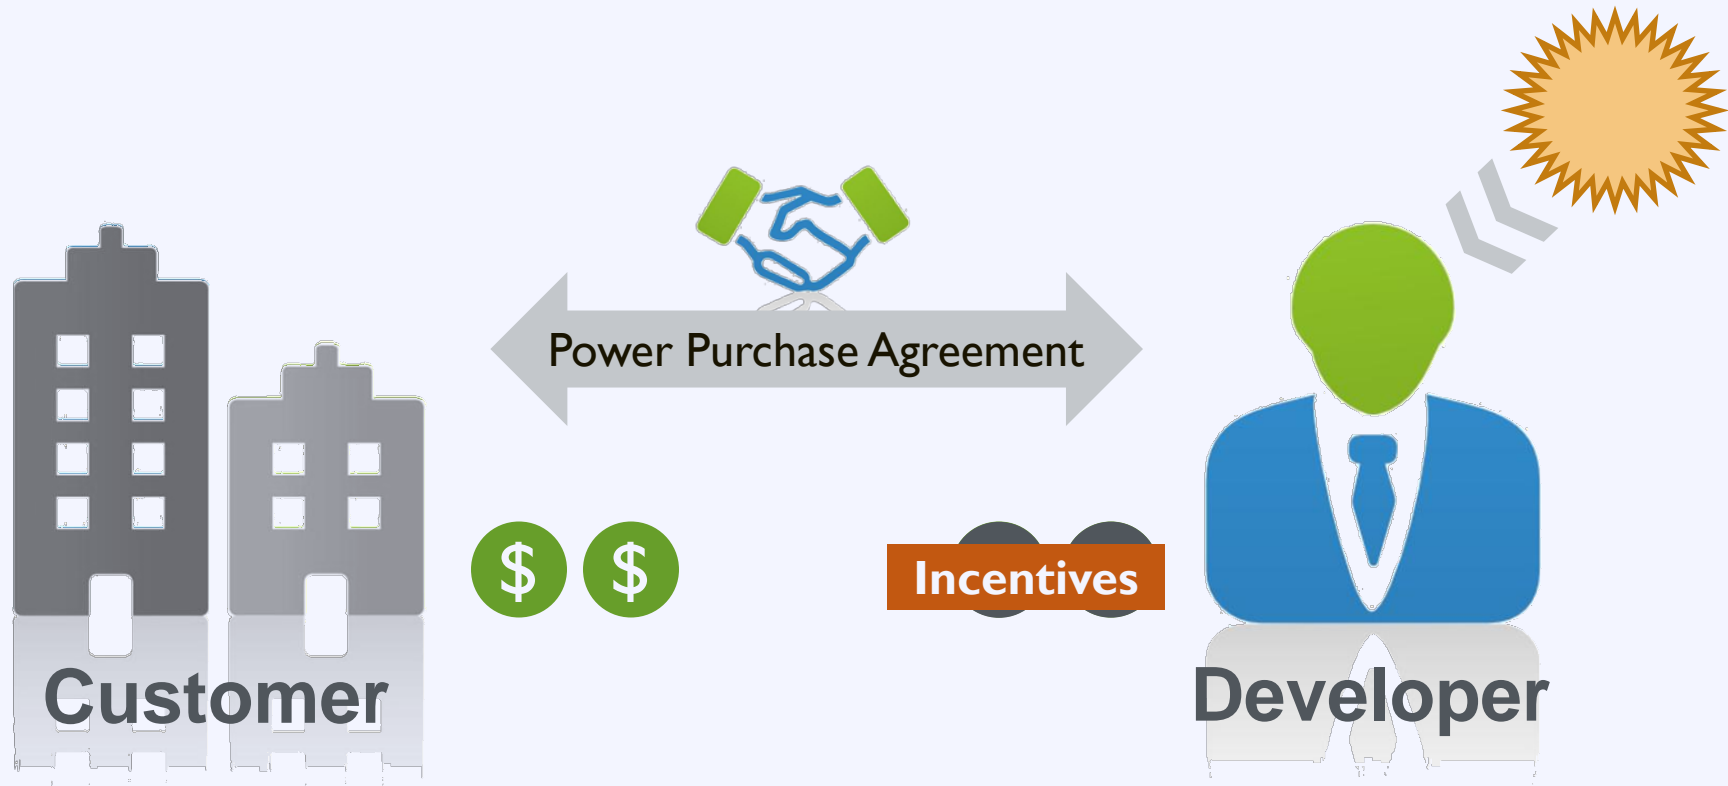 Power Purchase Agreement
$ $
Incentives
Customer
Developer